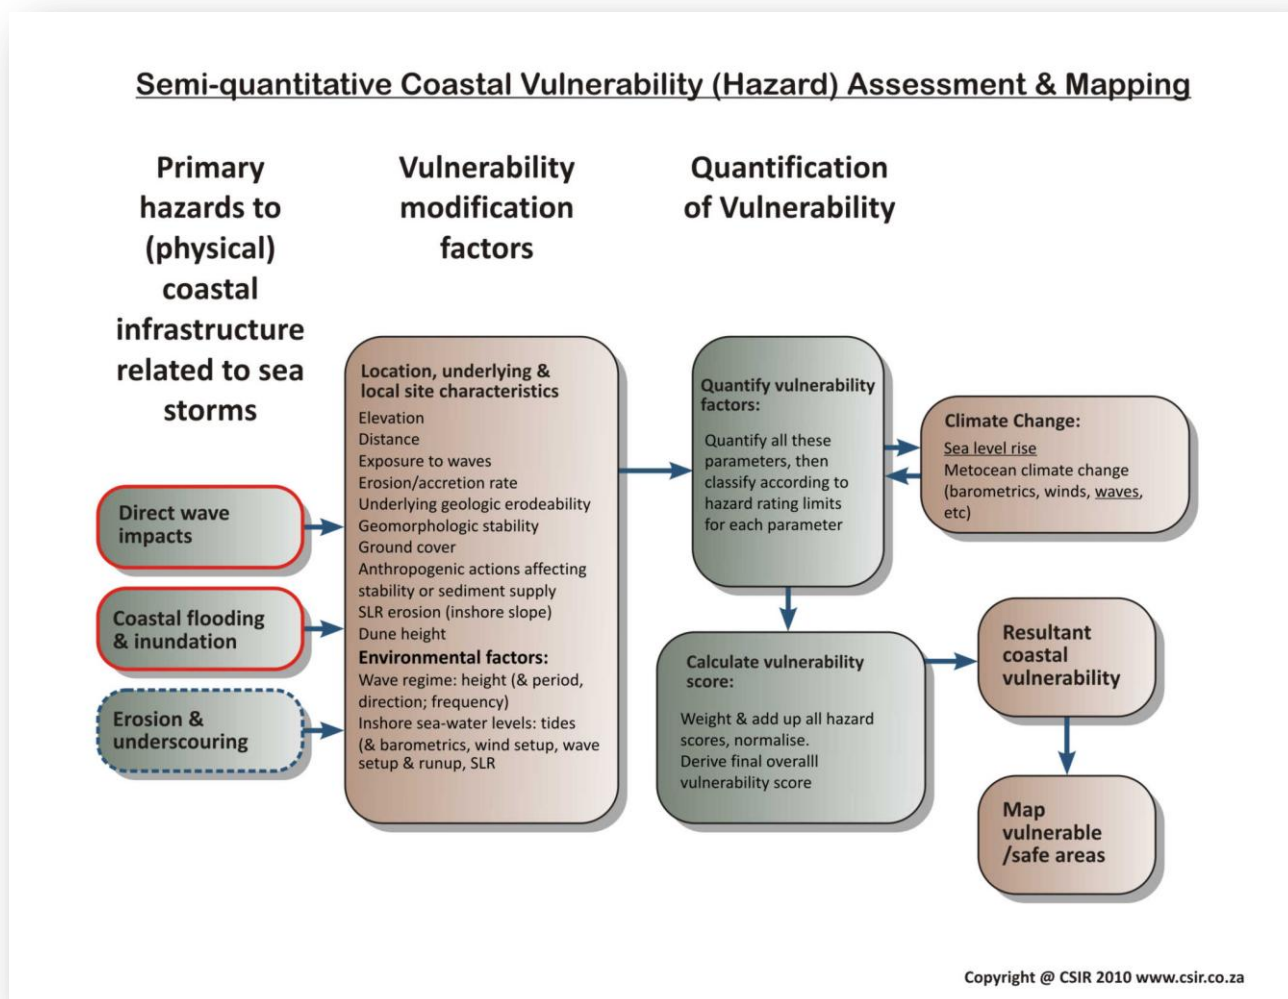 Semi-quantitative Coastal Vulnerability (Hazard) Assessment & Mapping
Primary
hazards to
(physical)
coastal
infrastructure
related to sea
storms
Vulnerability
modification
factors
Quantification
of Vulnerability
Direct wave
impacts
Coastal flooding
& inundation
Erosion &
underscouring
Location, underlying &
local site characteristics
Elevation
Distance
Exposure to waves
Erosion/accretion rate
Underlying geologic erodeability
Geomorphologic stability
Ground cover
Anthropogenic actions affecting
stability or sediment supply
SLR erosion (inshore slope)
Dune height
Environmental factors:
Wave regime: height (& period,
direction; frequency)
Inshore sea-water levels: tides
(& barometrics, wind setup, wave
setup & runup, SLR
Quantify vulnerability
factors:
Quantify all these
parameters, then
classify according to
hazard rating limits
for each parameter
Climate Change:
Sea level rise
Metocean climate change
(barometrics, winds, waves,
etc)
Calculate vulnerability
score:
Weight & add up all hazard
scores, normalise.
Derive final overalll
vulnerability score
Resultant
coastal
vulnerability
Map
vulnerable
/safe areas
Copyright @ CSIR 2010 www.csir.co.za